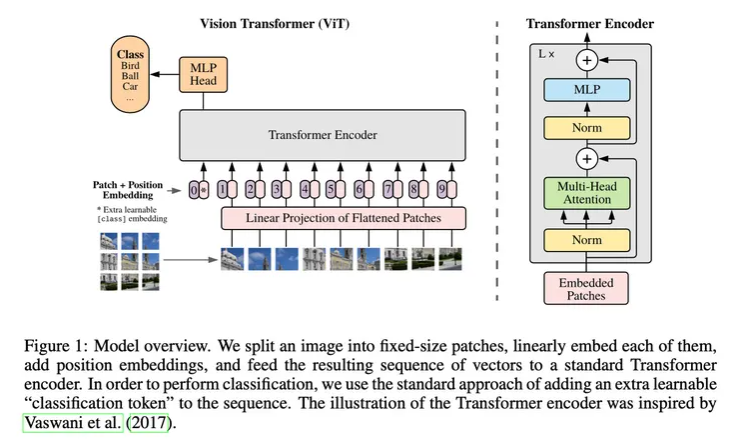 Vision Transformer (ViT)
Class
Bird
Ball
Car
...
MLP
Head
Transformer Encoder
Patch + Position
Embedding
* Extra learnable
[class] embedding
0 * 1 2 3 4 5 6 7 8 9
Linear Projection of Flattened Patches
Transformer Encoder
L x
+
MLP
Norm
+
Multi-Head
Attention
Norm
Embedded
Patches
Figure 1: Model overview. We split an image into fixed-size patches, linearly embed each of them,
add position embeddings, and feed the resulting sequence of vectors to a standard Transformer
encoder. In order to perform classification, we use the standard approach of adding an extra learnable
“classification token” to the sequence. The illustration of the Transformer encoder was inspired by
Vaswani et al. (2017).